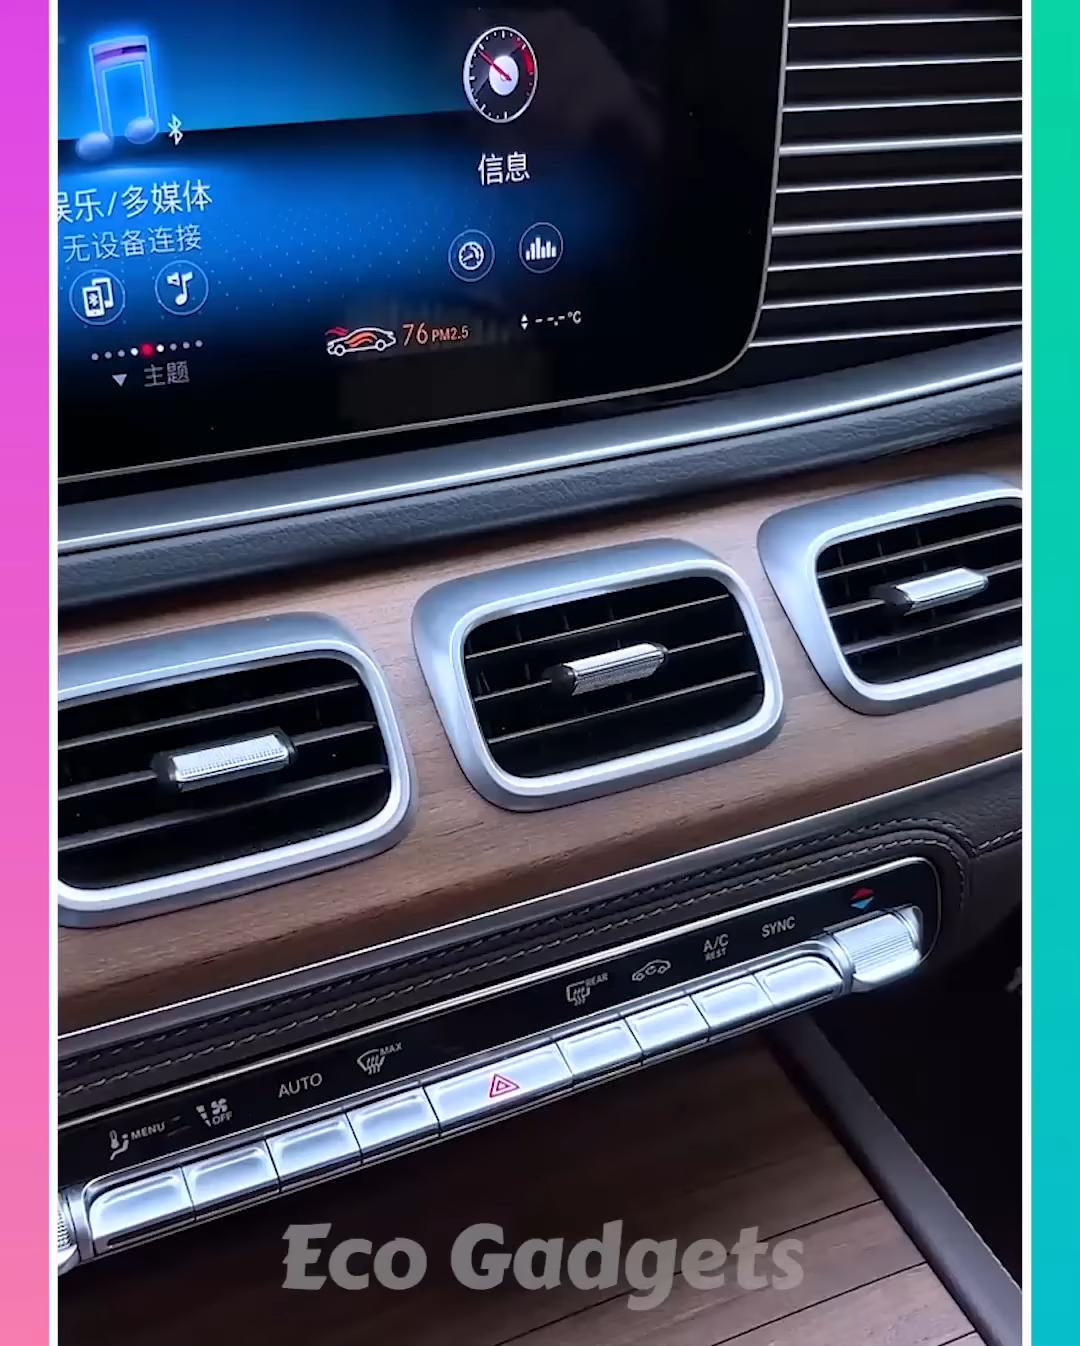 娱乐/多媒体
无设备连接
信息
76 PM2.5
--.-°C
主题
MENU
OFF
AUTO
MAX
REAR
A/C
REST
SYNC
Eco Gadgets